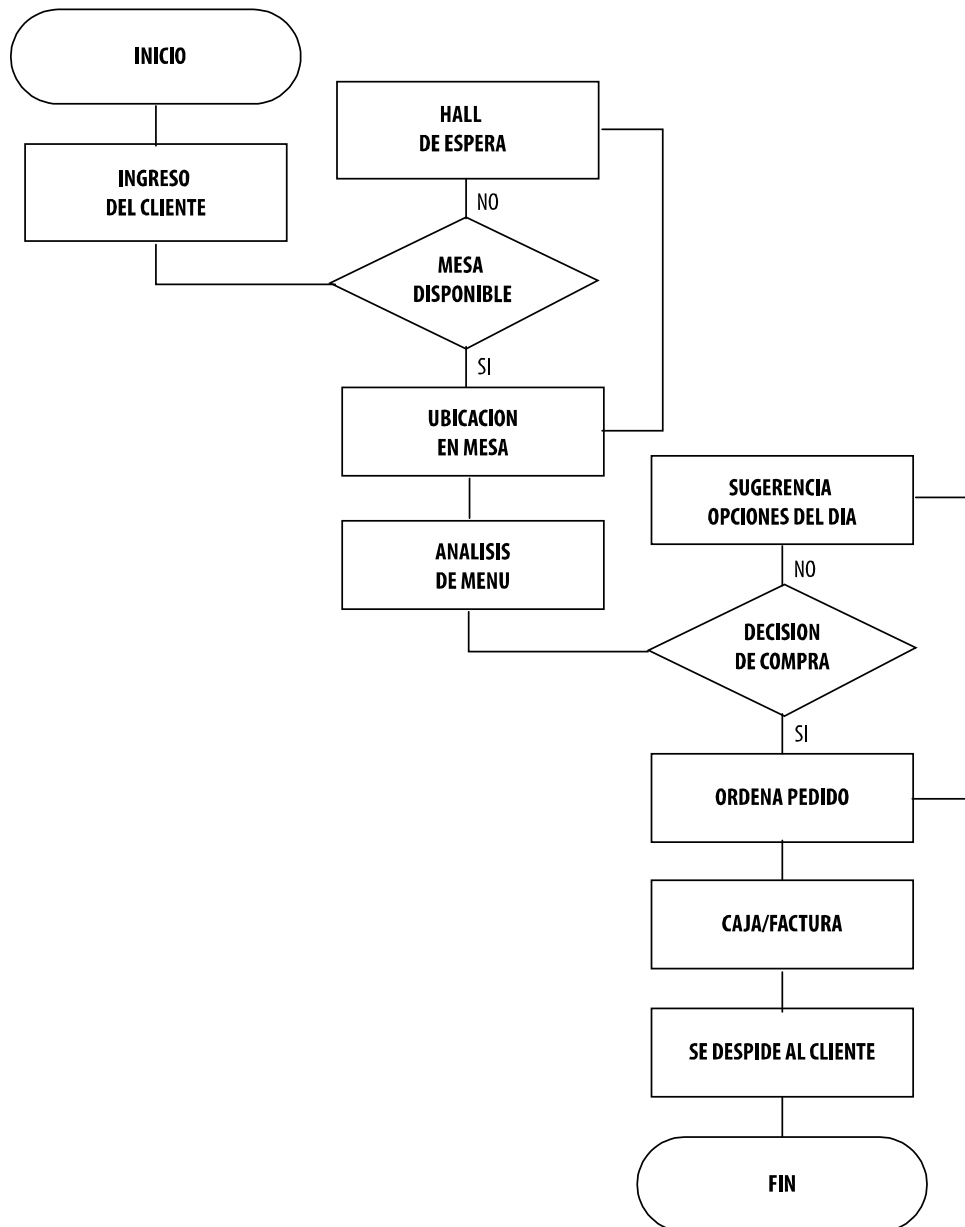 INICIO
INGRESO
DEL CLIENTE
HALL
DE ESPERA
NO
MESA
DISPONIBLE
SI
UBICACION
EN MESA
ANALISIS
DE MENU
SUGERENCIA
OPCIONES DEL DIA
NO
DECISION
DE COMPRA
SI
ORDENA PEDIDO
CAJA/FACTURA
SE DESPIDE AL CLIENTE
FIN